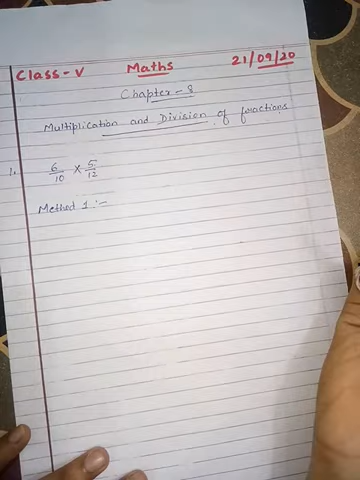 Class-V Maths 21/09/20
Chapter-8
Multiplication and Division of fractions
1. 6/10 × 5/12
Method 1:-